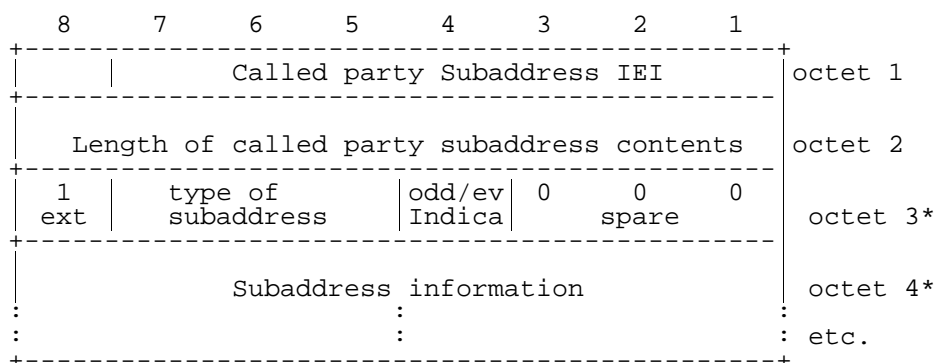 8 7 6 5 4 3 2 1
Called party Subaddress IEI octet 1
Length of called party subaddress contents octet 2
1 type of odd/ev 0 0 0
ext subaddress Indica spare octet 3*
Subaddress information octet 4*
: : :
: : : etc.